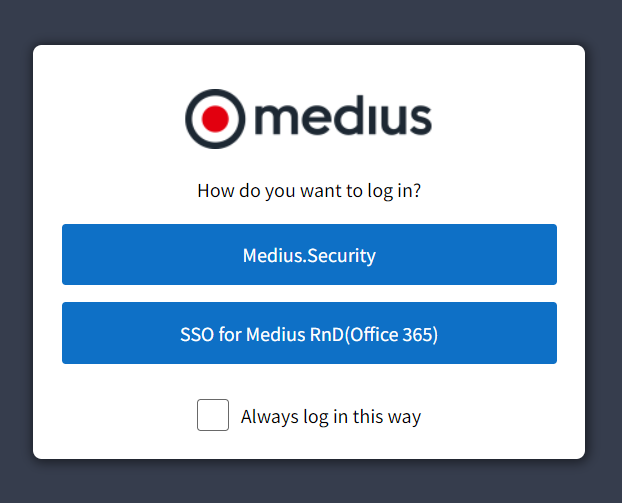 medius
How do you want to log in?
Medius.Security
SSO for Medius RnD(Office 365)
Always log in this way